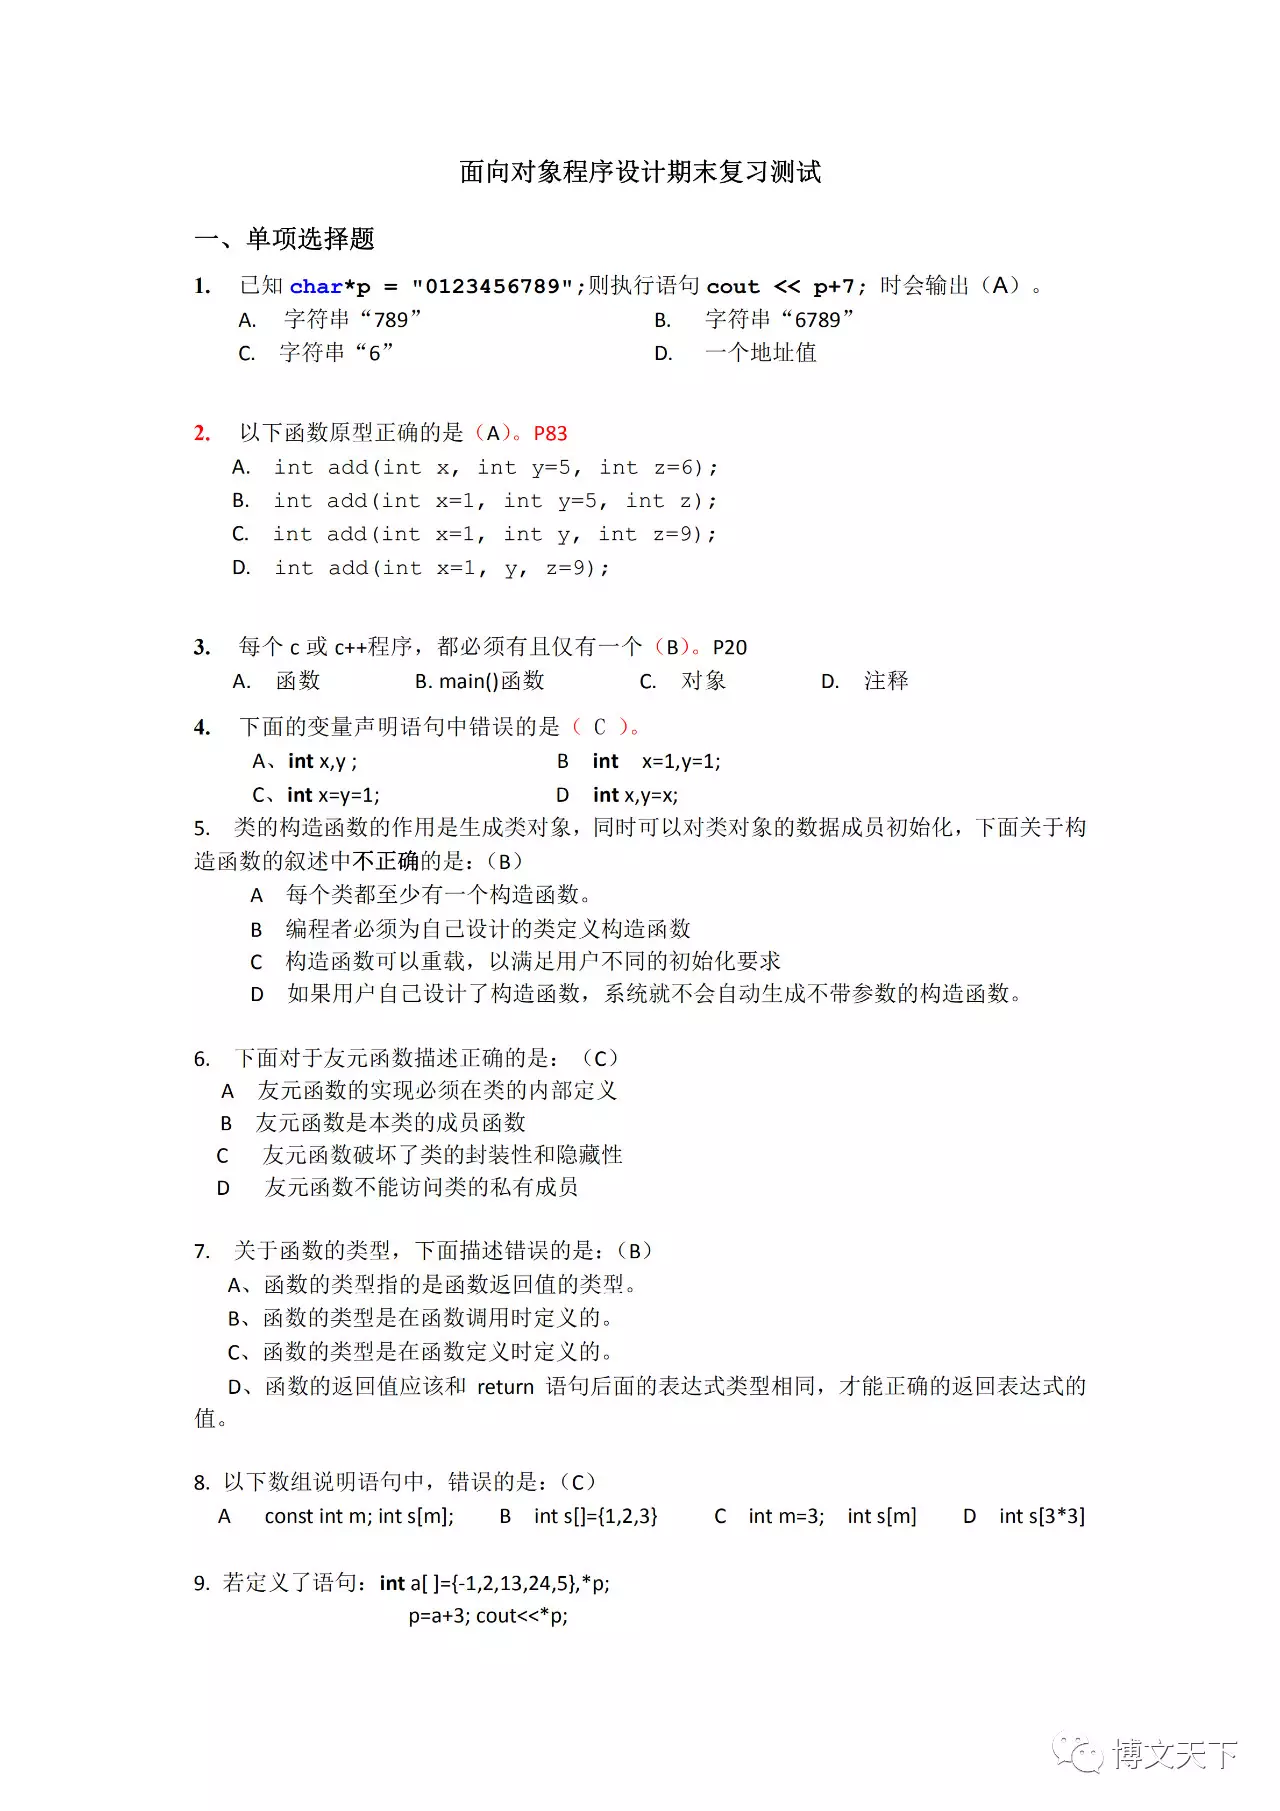 面向对象程序设计期末复习测试
一、单项选择题
1. 已知 char*p = "0123456789";则执行语句 cout << p+7; 时会输出（A）。
A. 字符串“789” B. 字符串“6789”
C. 字符串“6” D. 一个地址值
2. 以下函数原型正确的是（A）。P83
A. int add(int x, int y=5, int z=6);
B. int add(int x=1, int y=5, int z);
C. int add(int x=1, int y, int z=9);
D. int add(int x=1, y, z=9);
3. 每个 c 或 c++程序，都必须有且仅有一个（B）。P20
A. 函数 B. main()函数 C. 对象 D. 注释
4. 下面的变量声明语句中错误的是（ C ）。
A、int x,y ; B int x=1,y=1;
C、int x=y=1; D int x,y=x;
5. 类的构造函数的作用是生成类对象，同时可以对类对象的数据成员初始化，下面关于构
造函数的叙述中不正确的是：（B）
A 每个类都至少有一个构造函数。
B 编程者必须为自己设计的类定义构造函数
C 构造函数可以重载，以满足用户不同的初始化要求
D 如果用户自己设计了构造函数，系统就不会自动生成不带参数的构造函数。
6. 下面对于友元函数描述正确的是：（C）
A 友元函数的实现必须在类的内部定义
B 友元函数是本类的成员函数
C 友元函数破坏了类的封装性和隐藏性
D 友元函数不能访问类的私有成员
7. 关于函数的类型，下面描述错误的是：（B）
A、函数的类型指的是函数返回值的类型。
B、函数的类型是在函数调用时定义的。
C、函数的类型是在函数定义时定义的。
D、函数的返回值应该和 return 语句后面的表达式类型相同，才能正确的返回表达式的
值。
8. 以下数组说明语句中，错误的是：（C）
A const int m; int s[m]; B int s[]={1,2,3} C int m=3; int s[m] D int s[3*3]
9. 若定义了语句：int a[ ]={-1,2,13,24,5},*p;
p=a+3; cout<<*p;
博文天下